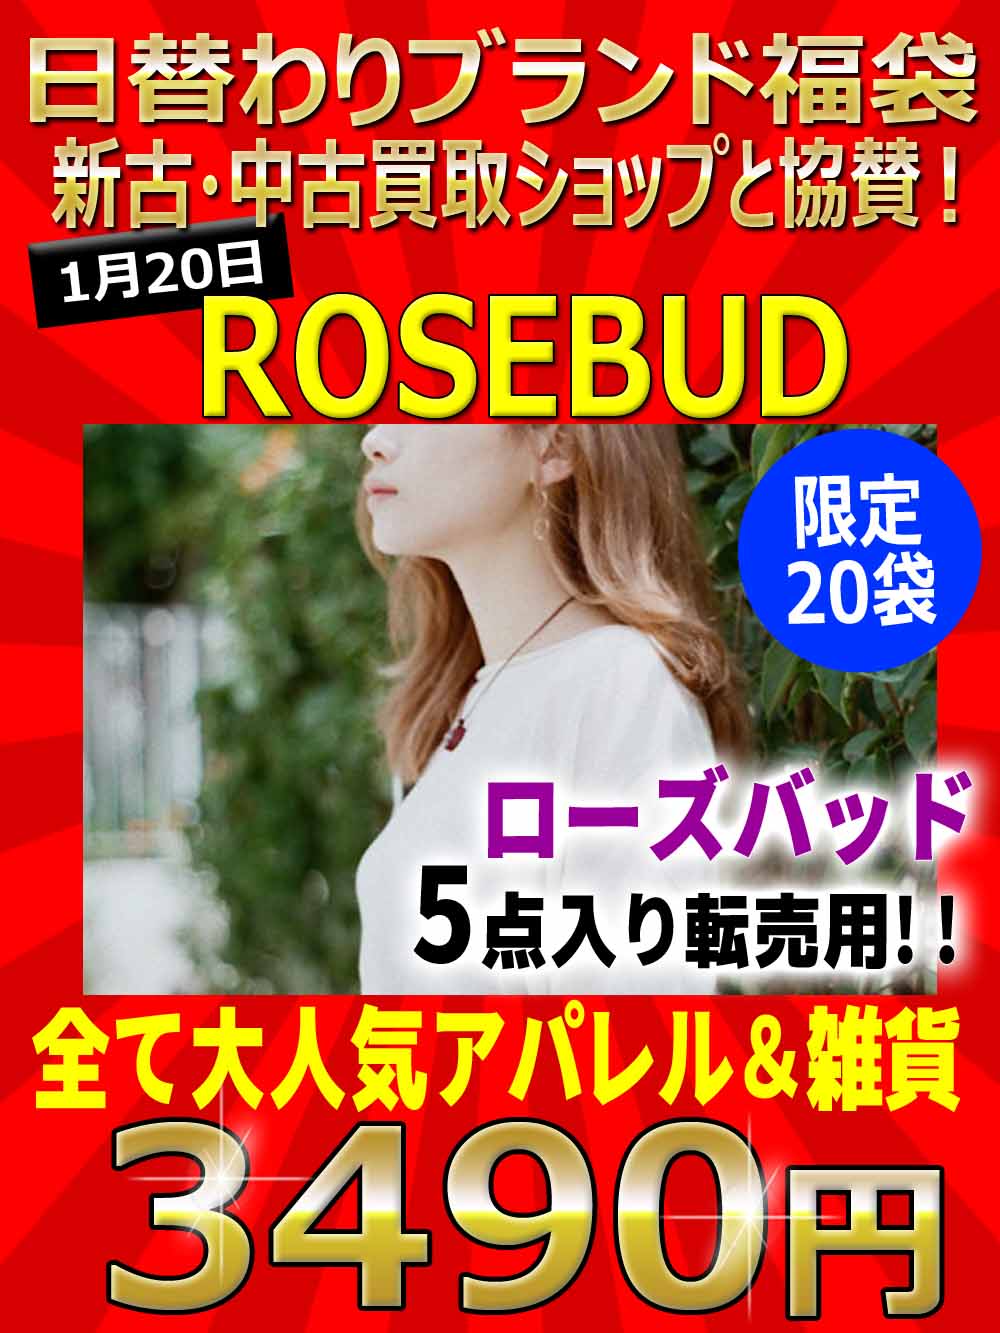 日替わりブランド福袋
新古・中古買取ショップと協賛！
1月20日
ROSEBUD
限定
20袋
ローズバッド
5点入り転売用!!
全て大人気アパレル＆雑貨
3490円